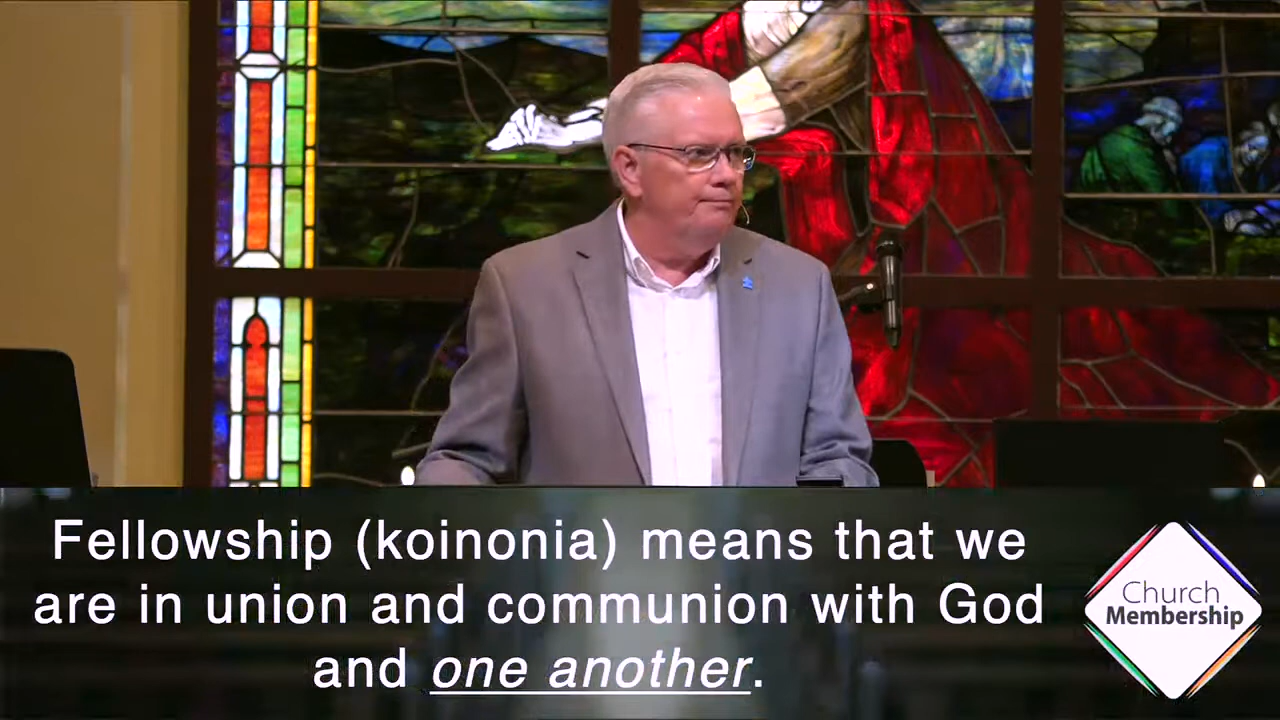 Fellowship (koinonia) means that we
are in union and communion with God
and one another.
Church
Membership